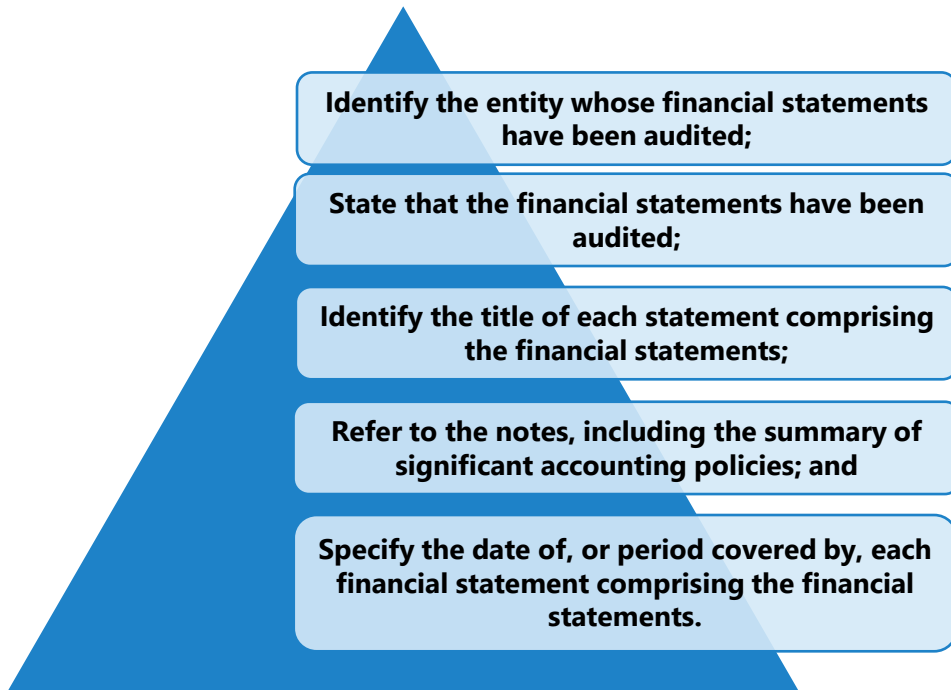 Identify the entity whose financial statements
have been audited;
State that the financial statements have been
audited;
Identify the title of each statement comprising
the financial statements;
Refer to the notes, including the summary of
significant accounting policies; and
Specify the date of, or period covered by, each
financial statement comprising the financial
statements.